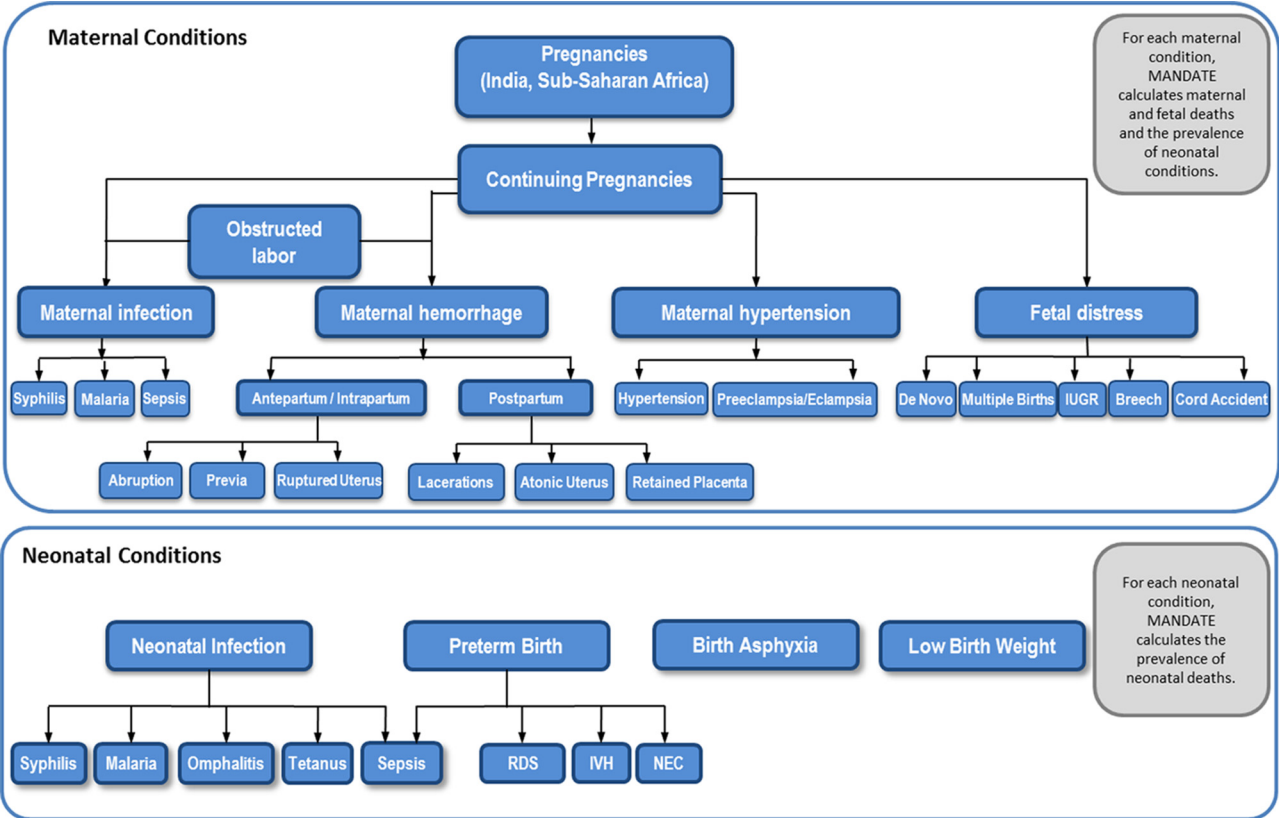 Maternal Conditions
Pregnancies
(India, Sub-Saharan Africa)
For each maternal
condition,
MANDATE
calculates maternal
and fetal deaths
and the prevalence
of neonatal
conditions.
Continuing Pregnancies
Obstructed
labor
Maternal infection
Maternal hemorrhage
Maternal hypertension
Fetal distress
Syphilis
Malaria
Sepsis
Antepartum / Intrapartum
Postpartum
Hypertension
Preeclampsia/Eclampsia
De Novo
Multiple Births
IUGR
Breech
Cord Accident
Abruption
Previa
Ruptured Uterus
Lacerations
Atonic Uterus
Retained Placenta
Neonatal Conditions
For each neonatal
condition,
MANDATE
calculates the
prevalence of
neonatal deaths.
Neonatal Infection
Preterm Birth
Birth Asphyxia
Low Birth Weight
Syphilis
Malaria
Omphalitis
Tetanus
Sepsis
RDS
IVH
NEC